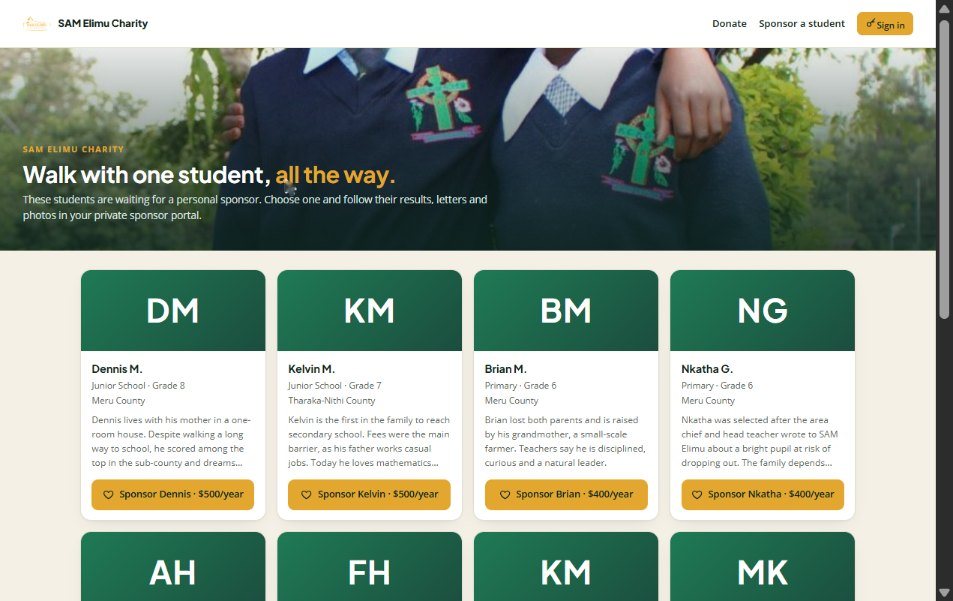 SAM Elimu Charity
Donate Sponsor a student Sign in
SAM ELIMU CHARITY
Walk with one student, all the way.
These students are waiting for a personal sponsor. Choose one and follow their results, letters and
photos in your private sponsor portal.
DM
Dennis M.
Junior School · Grade 8
Meru County
Dennis lives with his mother in a one-
room house. Despite walking a long
way to school, he scored among the
top in the sub-county and dreams...
Sponsor Dennis · $500/year
KM
Kelvin M.
Junior School · Grade 7
Tharaka-Nithi County
Kelvin is the first in the family to reach
secondary school. Fees were the main
barrier, as his father works casual
jobs. Today he loves mathematics...
Sponsor Kelvin · $500/year
BM
Brian M.
Primary · Grade 6
Meru County
Brian lost both parents and is raised
by his grandmother, a small-scale
farmer. Teachers say he is disciplined,
curious and a natural leader.
Sponsor Brian · $400/year
NG
Nkatha G.
Primary · Grade 6
Meru County
Nkatha was selected after the area
chief and head teacher wrote to SAM
Elimu about a bright pupil at risk of
dropping out. The family depends...
Sponsor Nkatha · $400/year
AH
FH
KM
MK